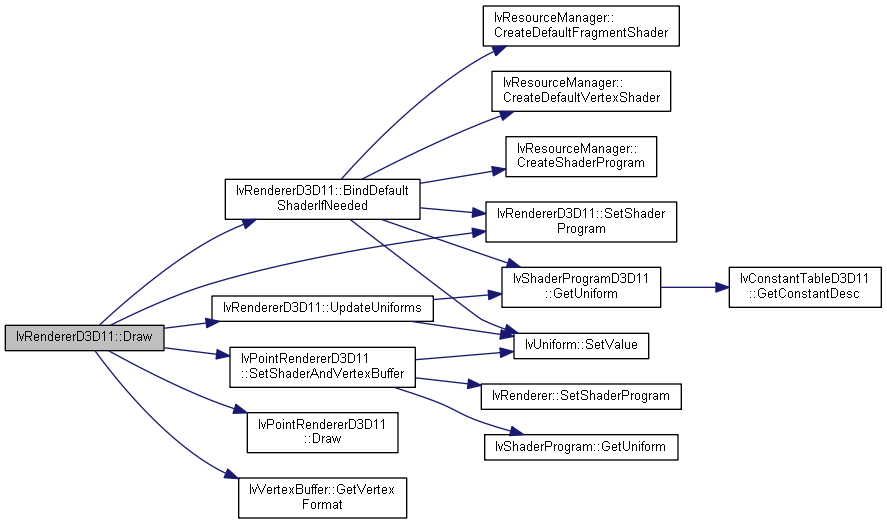 IvResourceManager::
CreateDefaultFragmentShader
IvResourceManager::
CreateDefaultVertexShader
IvResourceManager::
CreateShaderProgram
IvRendererD3D11::BindDefault
ShaderIfNeeded
IvRendererD3D11::SetShader
Program
IvShaderProgramD3D11
::GetUniform
IvConstantTableD3D11
::GetConstantDesc
IvRendererD3D11::UpdateUniforms
IvRendererD3D11::Draw
IvUniform::SetValue
IvPointRendererD3D11
::SetShaderAndVertexBuffer
IvRenderer::SetShaderProgram
IvPointRendererD3D11
::Draw
IvShaderProgram::GetUniform
IvVertexBuffer::GetVertex
Format